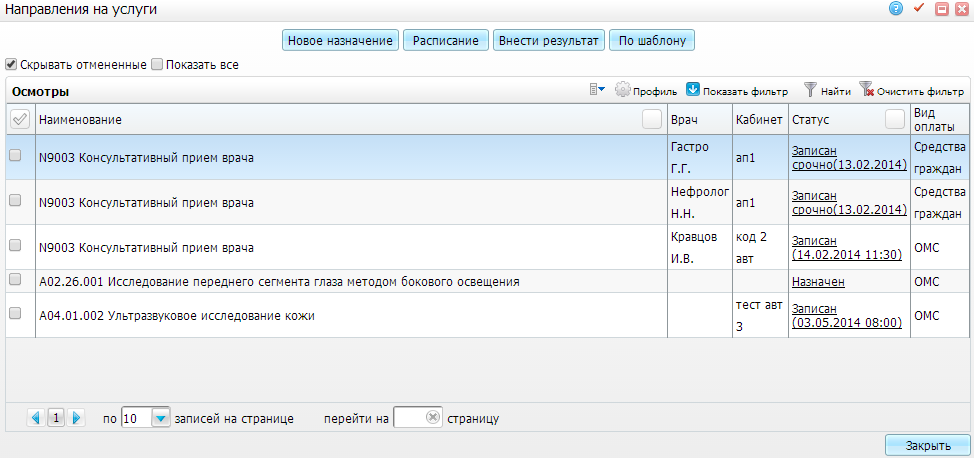 Направления на услуги
Новое назначение Расписание Внести результат По шаблону
Скрывать отмененные Показать все
Осмотры Профиль Показать фильтр Найти Очистить фильтр
Наименование Врач Кабинет Статус Вид оплаты
N9003 Консультативный прием врача Гастро Г.Г. ап1 Записан срочно(13.02.2014) Средства граждан
N9003 Консультативный прием врача Нефролог Н.Н. ап1 Записан срочно(13.02.2014) Средства граждан
N9003 Консультативный прием врача Кравцов И.В. код 2 авт Записан (14.02.2014 11:30) ОМС
A02.26.001 Исследование переднего сегмента глаза методом бокового освещения Назначен ОМС
A04.01.002 Ультразвуковое исследование кожи тест авт 3 Записан (03.05.2014 08:00) ОМС
1 по 10 записей на странице перейти на страницу
Закрыть